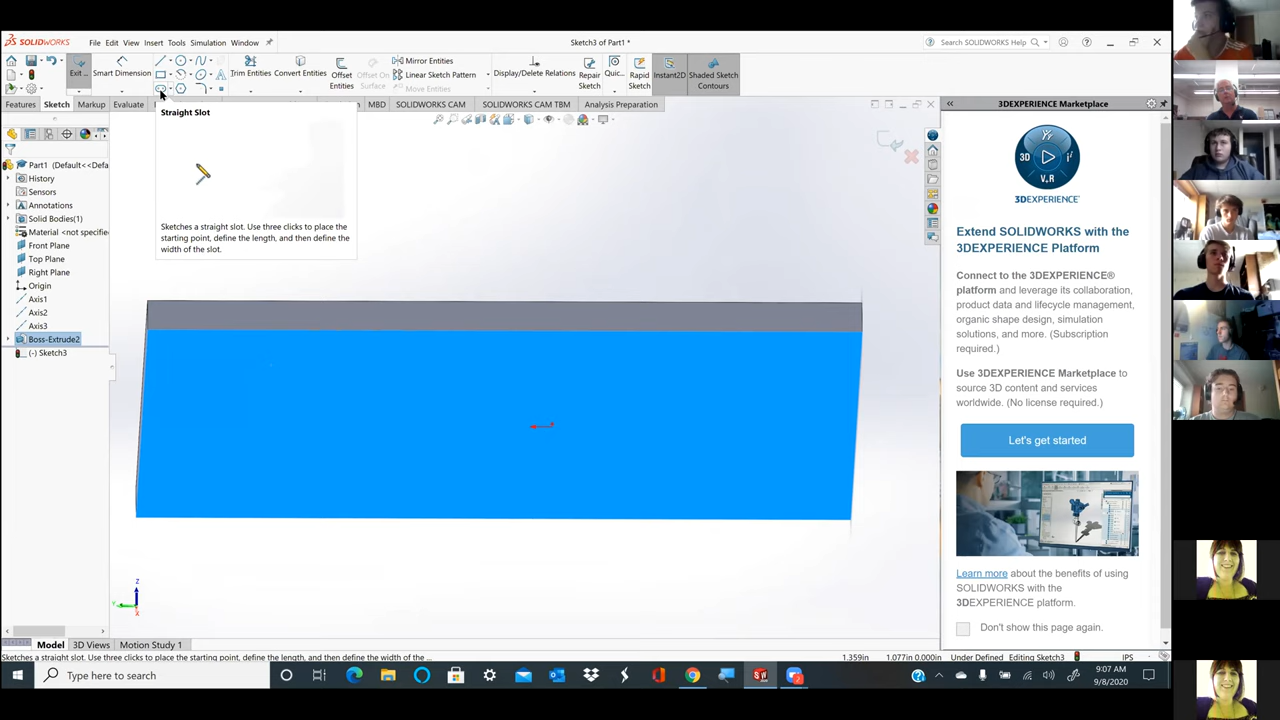 SOLIDWORKS
File Edit View Insert Tools Simulation Window
Sketch3 of Part1 *
Search SOLIDWORKS Help
Exit ...
Smart Dimension
Trim Entities
Convert Entities
Offset Entities
Offset On Surface
Mirror Entities
Linear Sketch Pattern
Move Entities
Display/Delete Relations
Repair Sketch
Quic...
Rapid Sketch
Instant2D
Shaded Sketch Contours
Features Sketch Markup Evaluate MBD SOLIDWORKS CAM SOLIDWORKS CAM TBM Analysis Preparation
Straight Slot
Sketches a straight slot. Use three clicks to place the
starting point, define the length, and then define the
width of the slot.
Part1 (Default<<Defa
History
Sensors
Annotations
Solid Bodies(1)
Material <not specifie
Front Plane
Top Plane
Right Plane
Origin
Axis1
Axis2
Axis3
Boss-Extrude2
(-) Sketch3
Z
Y
X
3DEXPERIENCE Marketplace
3D
V.R
3DEXPERIENCE
Extend SOLIDWORKS with the
3DEXPERIENCE Platform
Connect to the 3DEXPERIENCE®
platform and leverage its collaboration,
product data and lifecycle management,
organic shape design, simulation
solutions, and more. (Subscription
required.)
Use 3DEXPERIENCE Marketplace to
source 3D content and services
worldwide. (No license required.)
Let's get started
Learn more about the benefits of using
SOLIDWORKS with the
3DEXPERIENCE platform.
Don't show this page again.
Model 3D Views Motion Study 1
Sketches a straight slot. Use three clicks to place the starting point, define the length, and then define the width of the ...
1.359in 1.077in 0.000in Under Defined Editing Sketch3 IPS
Type here to search
9:07 AM
9/8/2020